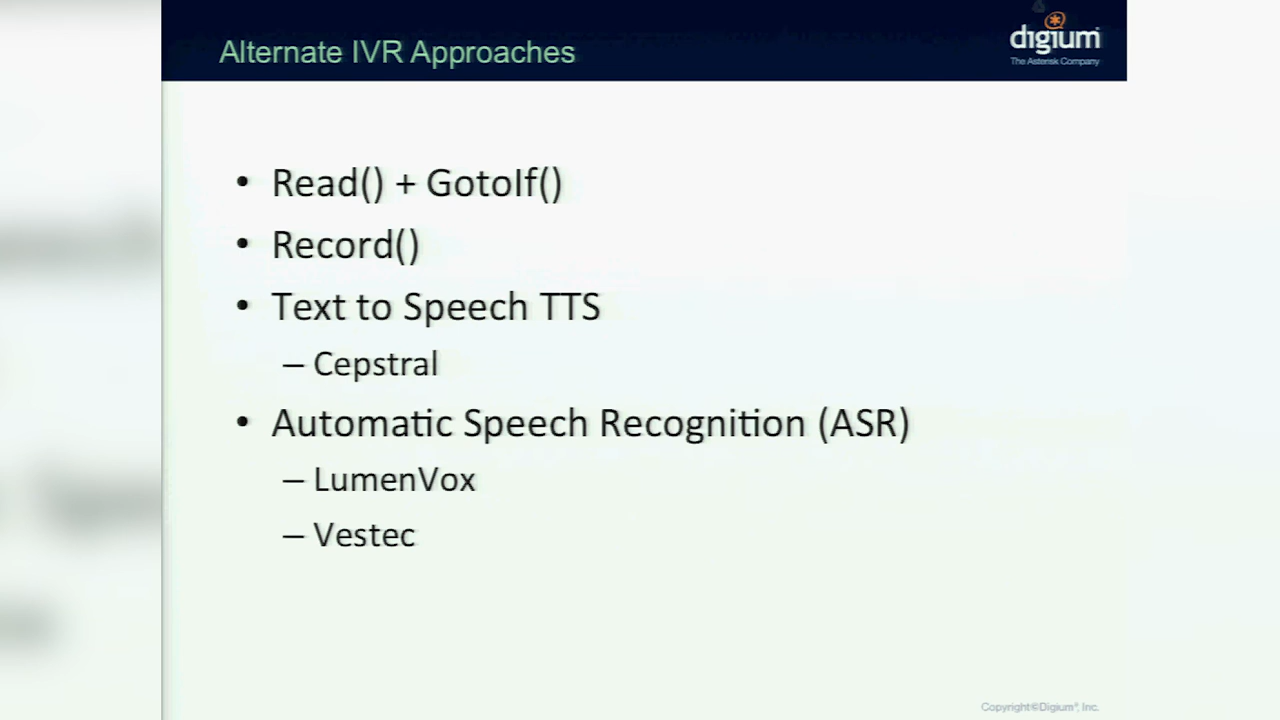 Alternate IVR Approaches
digium
The Asterisk Company
• Read() + GotoIf()
• Record()
• Text to Speech TTS
– Cepstral
• Automatic Speech Recognition (ASR)
– LumenVox
– Vestec
Copyright©Digium®, Inc.